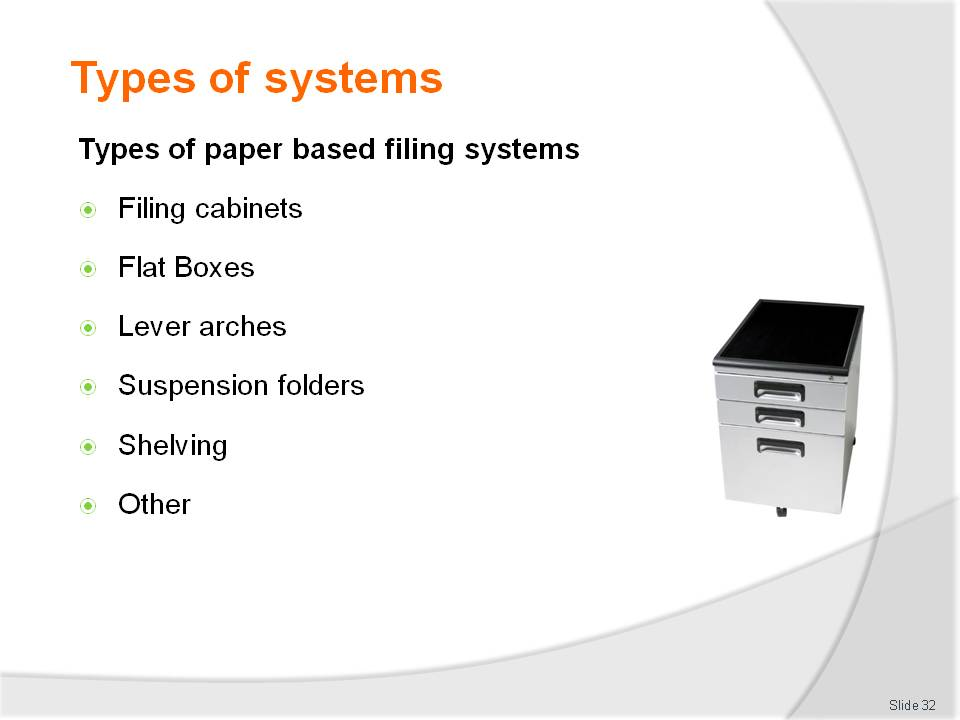 Types of systems
Types of paper based filing systems
Filing cabinets
Flat Boxes
Lever arches
Suspension folders
Shelving
Other
Slide 32